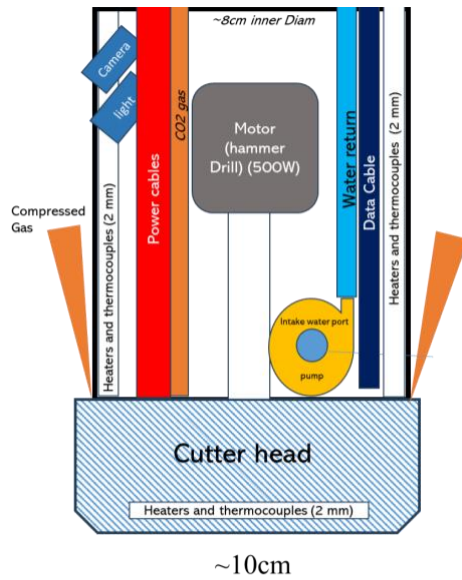 ~8cm inner Diam
Camera
light
CO2 gas
Power cables
Motor
(hammer
Drill) (500W)
Water return
Data Cable
Heaters and thermocouples (2 mm)
Heaters and thermocouples (2 mm)
Compressed
Gas
Intake water port
pump
Cutter head
Heaters and thermocouples (2 mm)
~10cm